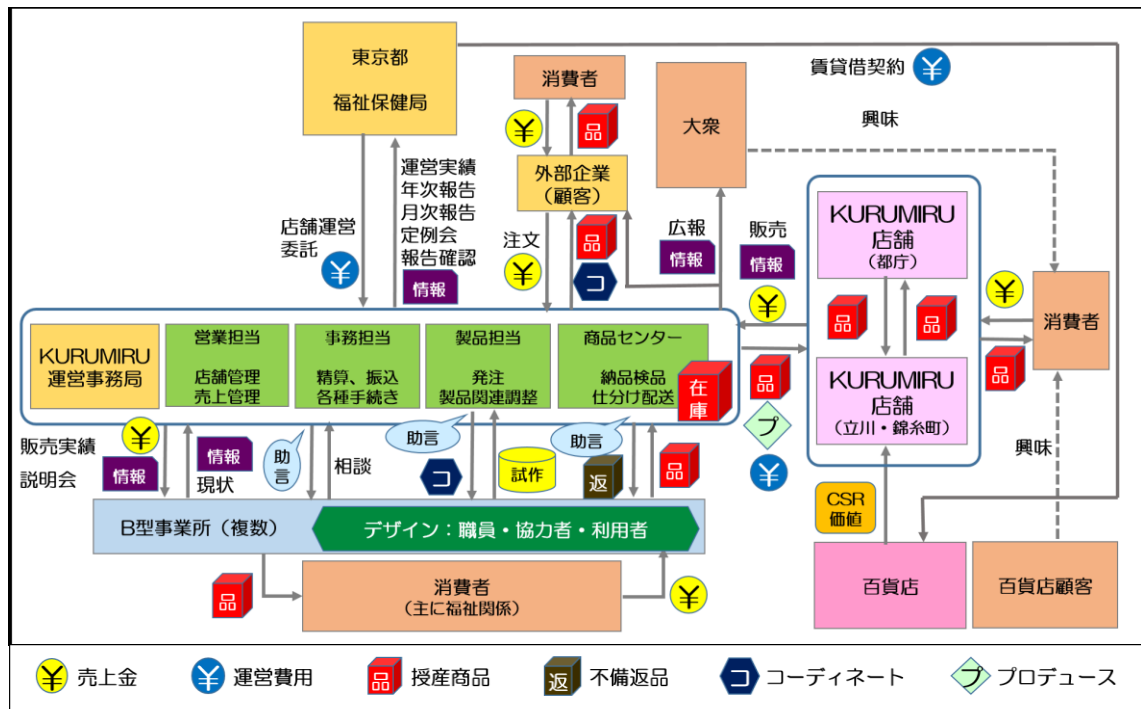 東京都
福祉保健局
消費者
大衆
賃貸借契約
¥
興味
¥
品
外部企業
(顧客)
運営実績
年次報告
月次報告
定例会
報告確認
情報
店舗運営
委託
¥
注文
¥
品
コ
広報
情報
販売
情報
¥
KURUMIRU
店舗
(都庁)
品
品
KURUMIRU
店舗
(立川・錦糸町)
¥
品
消費者
KURUMIRU
運営事務局
営業担当
店舗管理
売上管理
事務担当
精算、振込
各種手続き
製品担当
発注
製品関連調整
商品センター
納品検品
仕分け配送
在庫
品
プ
¥
販売実績
説明会
¥
情報
情報
現状
助言
相談
助言
コ
試作
助言
返
品
CSR
価値
興味
B型事業所(複数)
デザイン:職員・協力者・利用者
品
消費者
(主に福祉関係)
¥
百貨店
百貨店顧客
¥ 売上金
¥ 運営費用
品 授産商品
返 不備返品
コ コーディネート
プ プロデュース